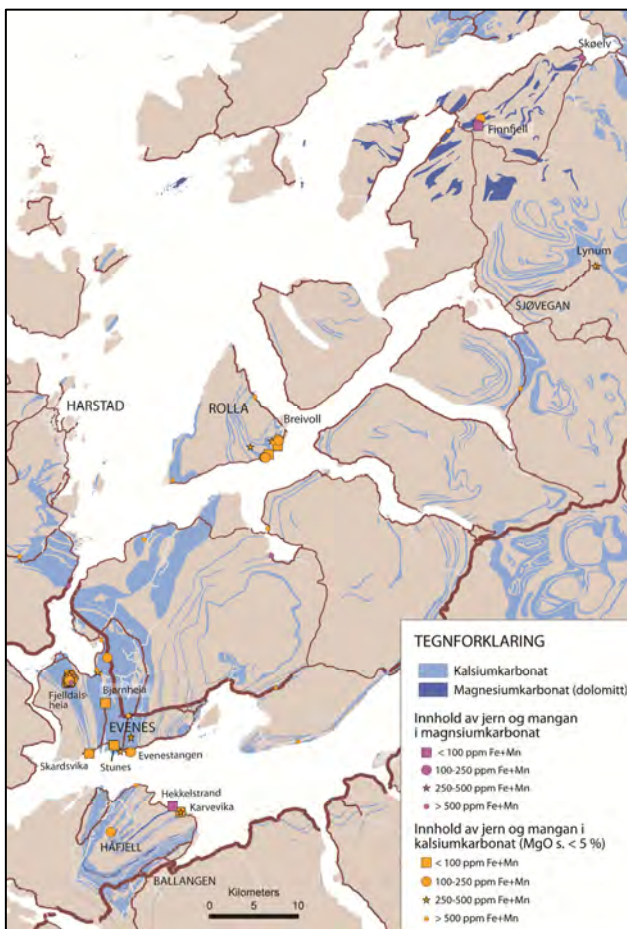 Skøelv
Finnfjell
Lynum
SJØVEGAN
HARSTAD
ROLLA
Breivoll
Fjelldals-
heia
Bjørnheia
EVENES
Skardsvika
Stunes
Evenestangen
Hekkelstrand
Karvevika
HÅFJELL
BALLANGEN
Kilometers
0 5 10
TEGNFORKLARING
Kalsiumkarbonat
Magnesiumkarbonat (dolomitt)
Innhold av jern og mangan
i magnsiumkarbonat
< 100 ppm Fe+Mn
100-250 ppm Fe+Mn
250-500 ppm Fe+Mn
> 500 ppm Fe+Mn
Innhold av jern og mangan i
kalsiumkarbonat (MgO s. < 5 %)
< 100 ppm Fe+Mn
100-250 ppm Fe+Mn
250-500 ppm Fe+Mn
> 500 ppm Fe+Mn